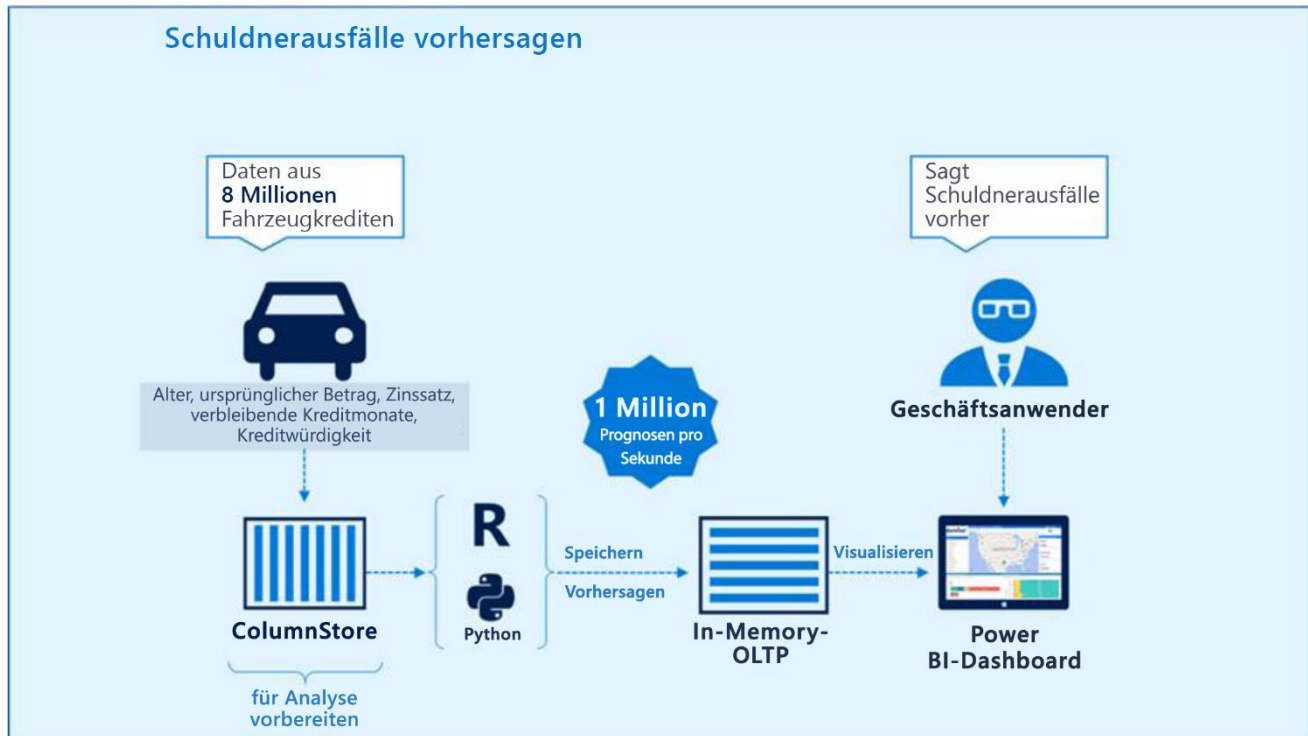 Schuldnerausfälle vorhersagen
Daten aus
8 Millionen
Fahrzeugkrediten
Sagt
Schuldnerausfälle
vorher
Alter, ursprünglicher Betrag, Zinssatz,
verbleibende Kreditmonate,
Kreditwürdigkeit
1 Million
Prognosen pro
Sekunde
Geschäftsanwender
R
Python
Speichern
Vorhersagen
Visualisieren
ColumnStore
In-Memory-
OLTP
Power
BI-Dashboard
für Analyse
vorbereiten